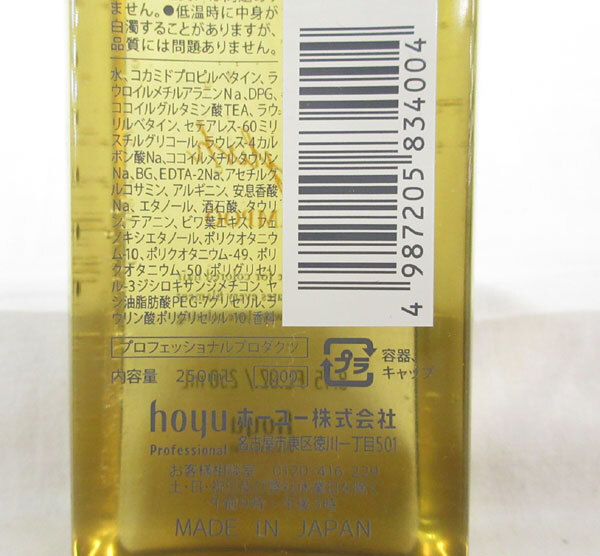 ありません。
●低温時に中身が
白濁することがありますが、
品質には問題ありません。
水、コカミドプロピルベタイン、ラ
ウロイルメチルアラニンNa、DPG、
ココイルグルタミン酸TEA、ラウ
リルベタイン、セテアレス-60ミリ
スチルグリコール、ラウレス-4カル
ボン酸Na、ココイルメチルタウリン
Na、BG、EDTA-2Na、アセチルグ
ルコサミン、アルギニン、安息香酸
Na、エタノール、酒石酸、タウリ
ン、テアニン、ビワ葉エキス、フェ
ノキシエタノール、ポリクオタニウ
ム-10、ポリクオタニウム-49、ポリ
クオタニウム-50、ポリグリセリ
ル-3ジシロキサンジメチコン、ヤ
シ油脂肪酸PEG-7グリセリル、ラ
ウリン酸ポリグリセリル-10、香料
4 987205 834004
プロフェッショナルプロダクツ
内容量 250ml
プラ
容器、
キャップ
hoyu ホーユー株式会社
Professional 名古屋市東区徳川一丁目501
お客様相談室 0120-416-229
MADE IN JAPAN